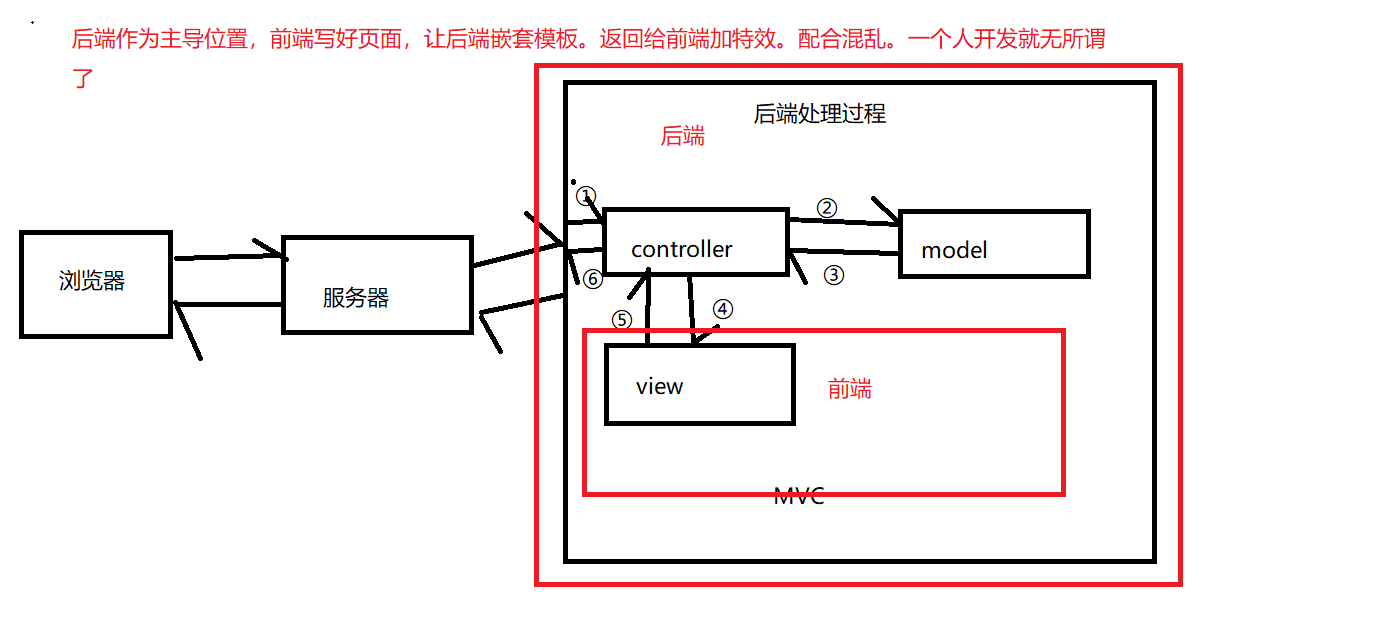 后端作为主导位置，前端写好页面，让后端嵌套模板。返回给前端加特效。配合混乱。一个人开发就无所谓
了
后端处理过程
后端
①
②
controller
model
浏览器
服务器
⑥
③
⑤
④
view
前端
MVC